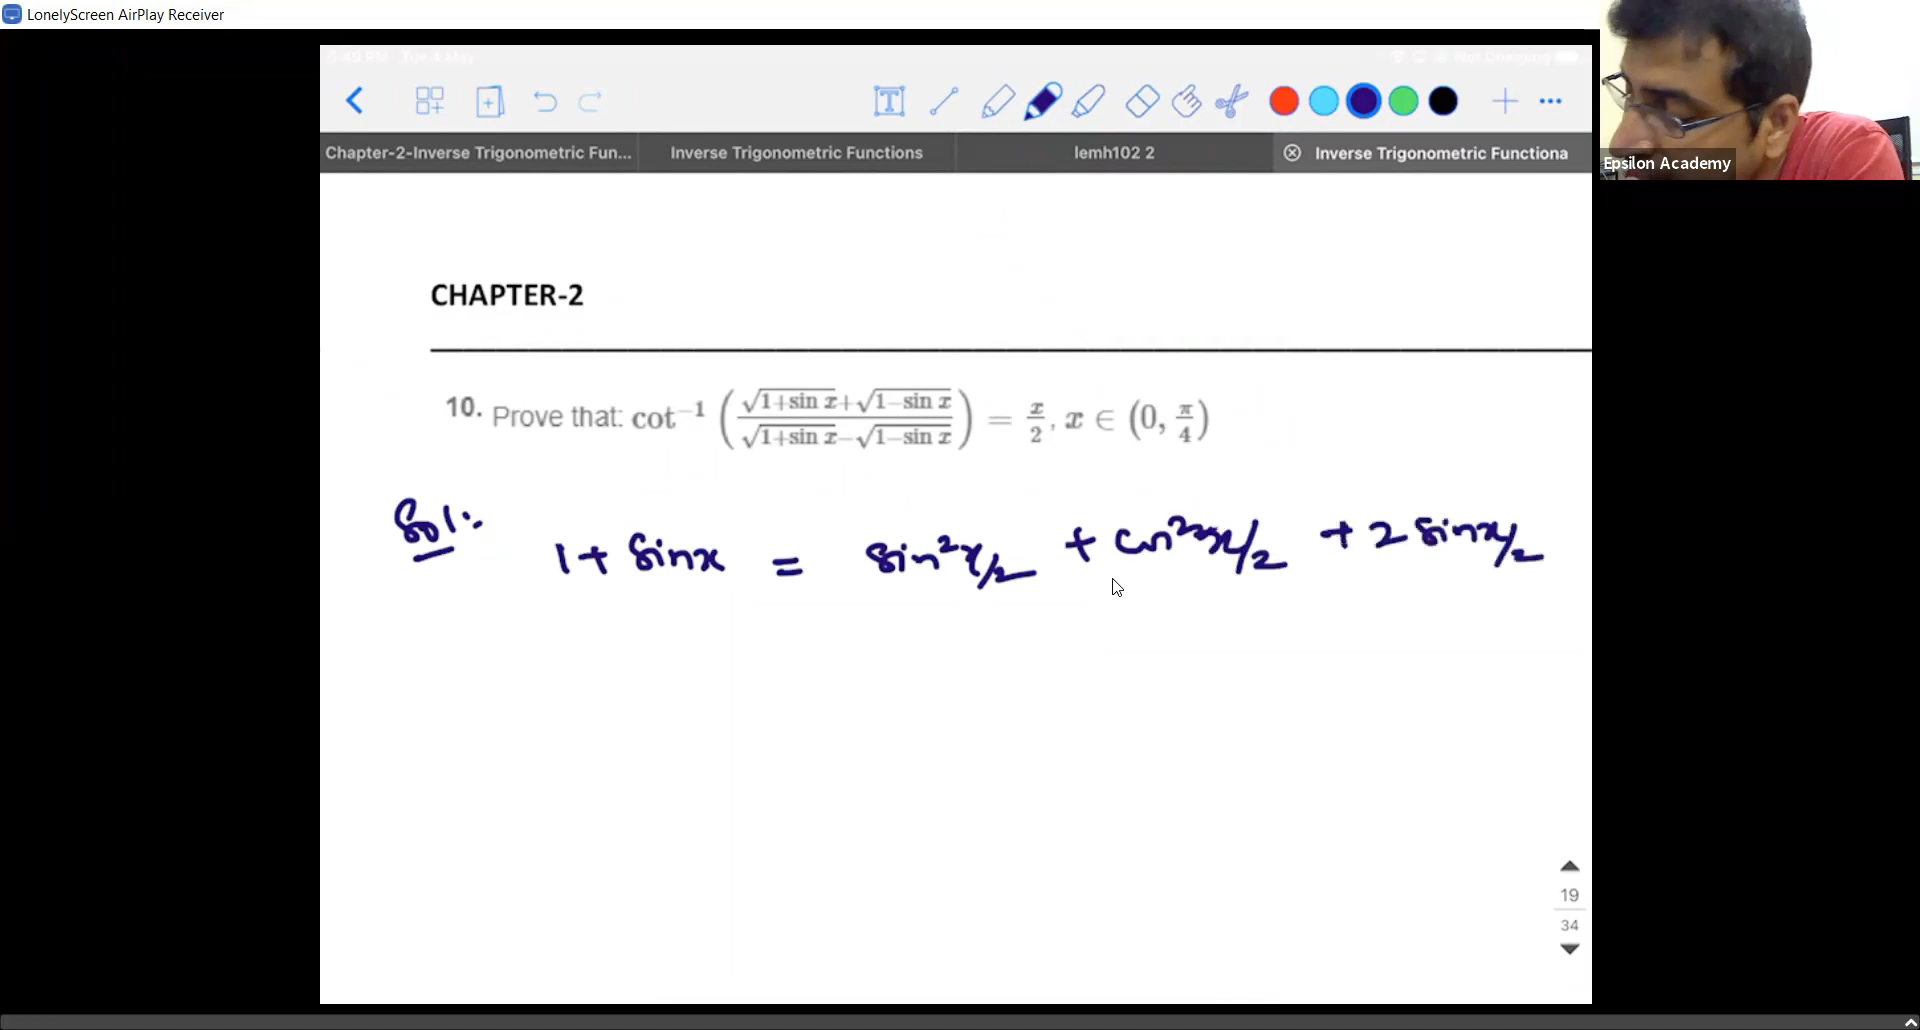 LonelyScreen AirPlay Receiver
Chapter-2-Inverse Trigonometric Fun... Inverse Trigonometric Functions lemh102 2 Inverse Trigonometric Functiona
Epsilon Academy
CHAPTER-2
10. Prove that: cot⁻¹ ((√(1+sin x)+√(1−sin x))/(√(1+sin x)−√(1−sin x))) = x/2, x ∈ (0, π/4)
Sol:-
1 + sinx = sin²x/2 + cos²x/2 + 2 sinx/2
19
34